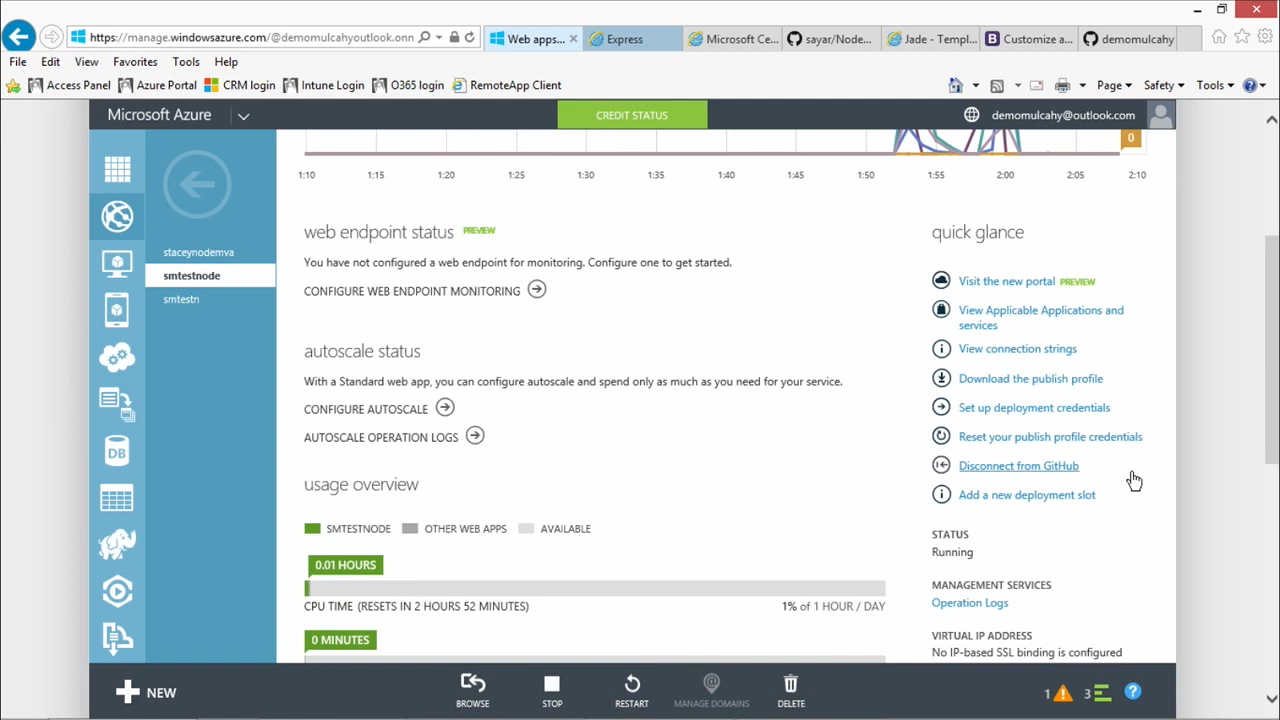 https://manage.windowsazure.com/@demomulcahyoutlook.onn
Web apps...
Express
Microsoft Ce...
sayar/Node...
Jade - Templ...
Customize a...
demomulcahy
File Edit View Favorites Tools Help
Access Panel Azure Portal CRM login Intune Login O365 login RemoteApp Client
Page Safety Tools
Microsoft Azure
CREDIT STATUS
demomulcahy@outlook.com
0
1:10 1:15 1:20 1:25 1:30 1:35 1:40 1:45 1:50 1:55 2:00 2:05 2:10
staceynodemva
smtestnode
smtestn
DB
web endpoint status PREVIEW
You have not configured a web endpoint for monitoring. Configure one to get started.
CONFIGURE WEB ENDPOINT MONITORING
autoscale status
With a Standard web app, you can configure autoscale and spend only as much as you need for your service.
CONFIGURE AUTOSCALE
AUTOSCALE OPERATION LOGS
usage overview
SMTESTNODE OTHER WEB APPS AVAILABLE
0.01 HOURS
CPU TIME (RESETS IN 2 HOURS 52 MINUTES) 1% of 1 HOUR / DAY
0 MINUTES
quick glance
Visit the new portal PREVIEW
View Applicable Applications and
services
View connection strings
Download the publish profile
Set up deployment credentials
Reset your publish profile credentials
Disconnect from GitHub
Add a new deployment slot
STATUS
Running
MANAGEMENT SERVICES
Operation Logs
VIRTUAL IP ADDRESS
No IP-based SSL binding is configured
NEW
BROWSE
STOP
RESTART
MANAGE DOMAINS
DELETE
1
3
?